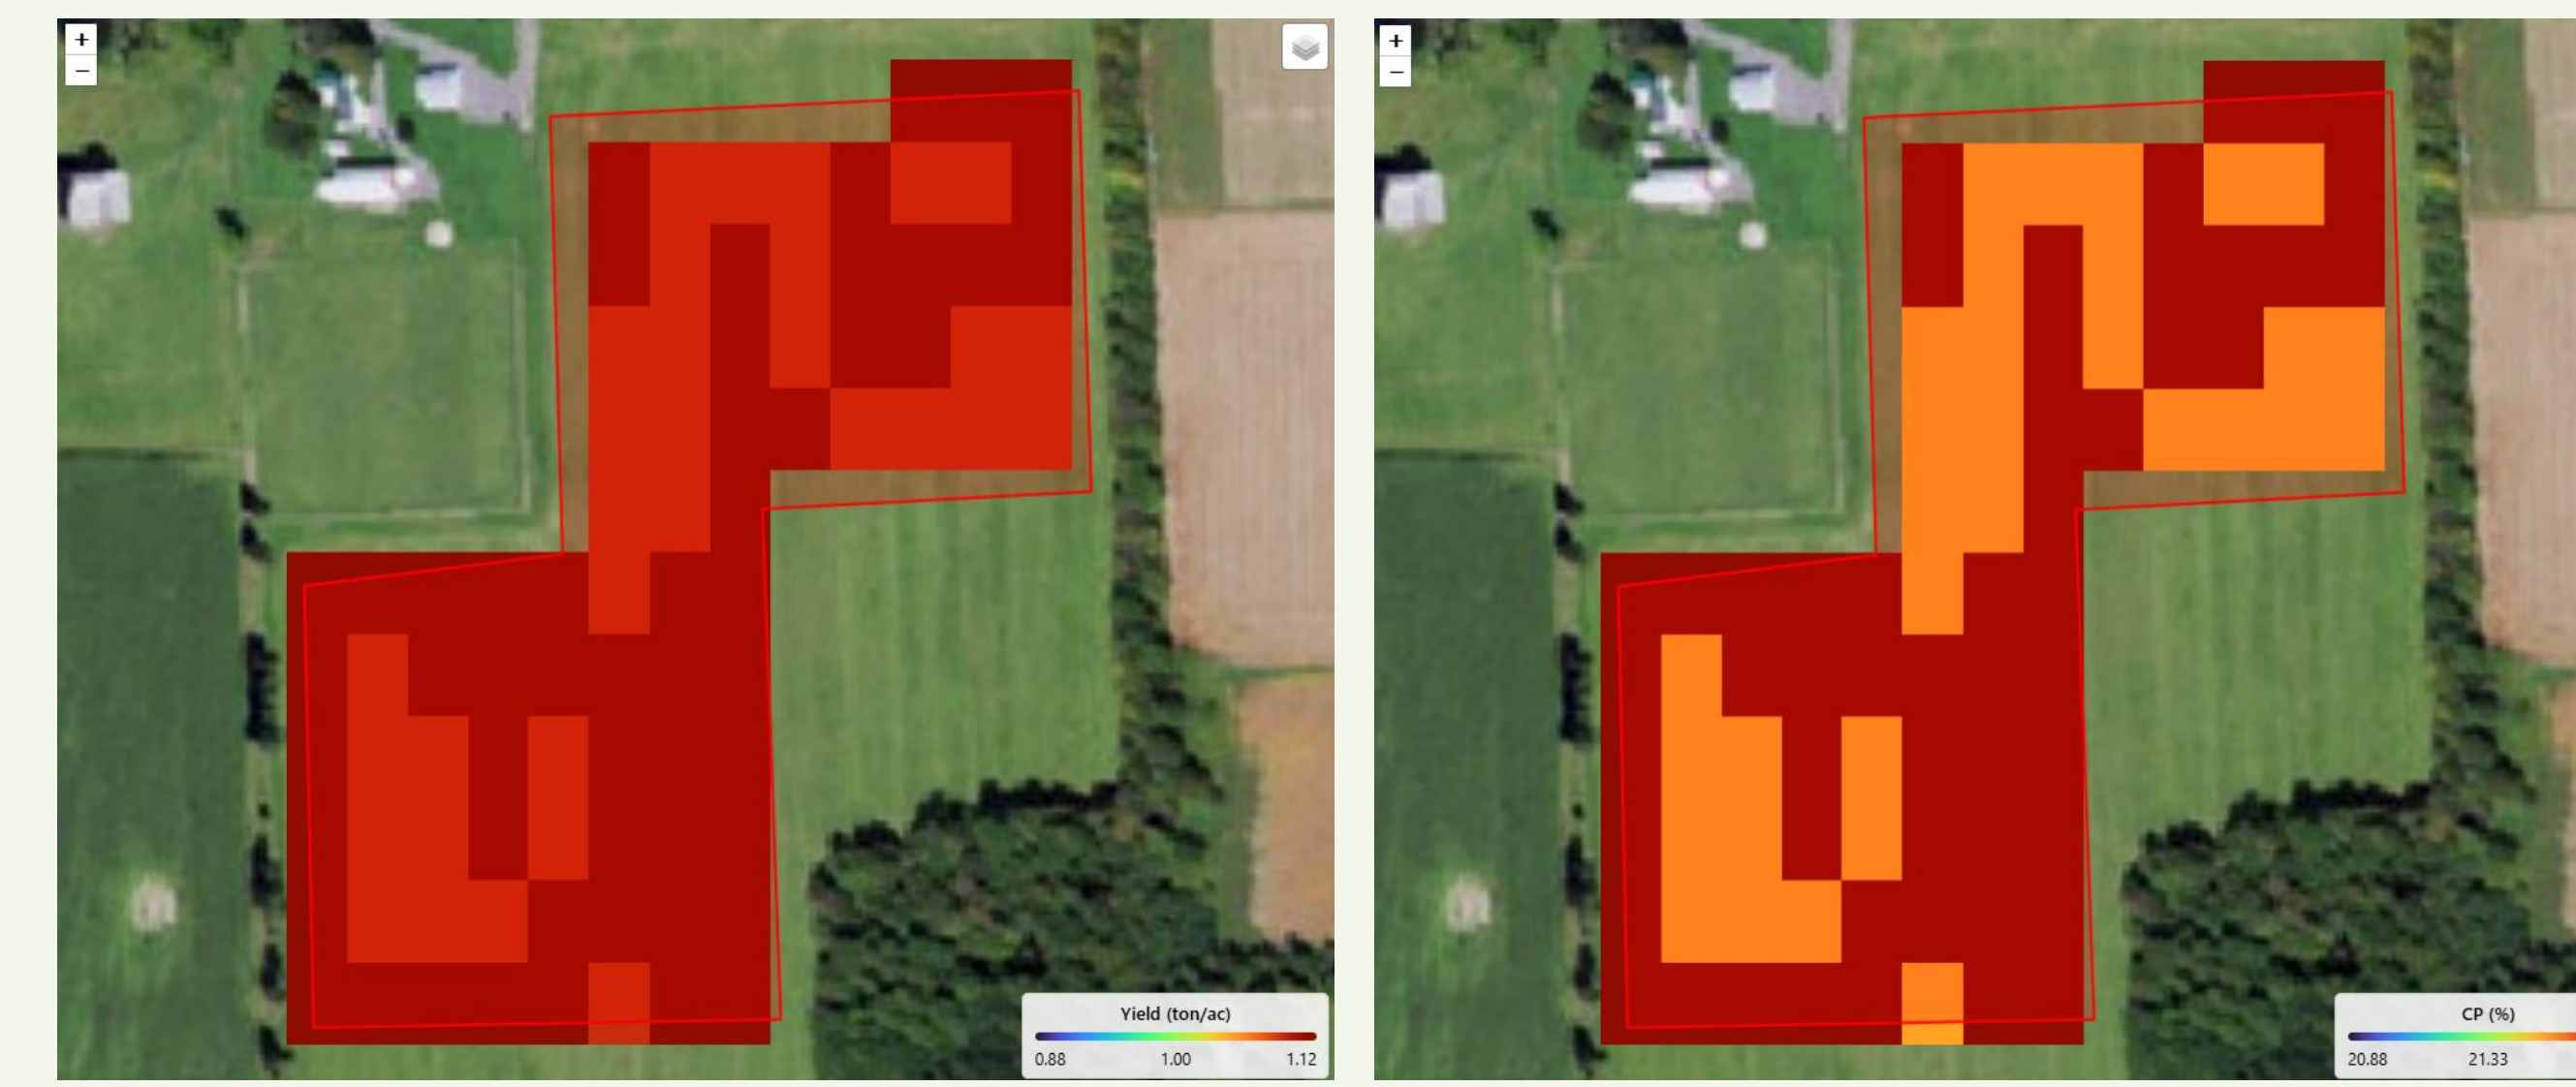 +
−
Yield (ton/ac)
0.88 1.00 1.12
+
−
CP (%)
20.88 21.33